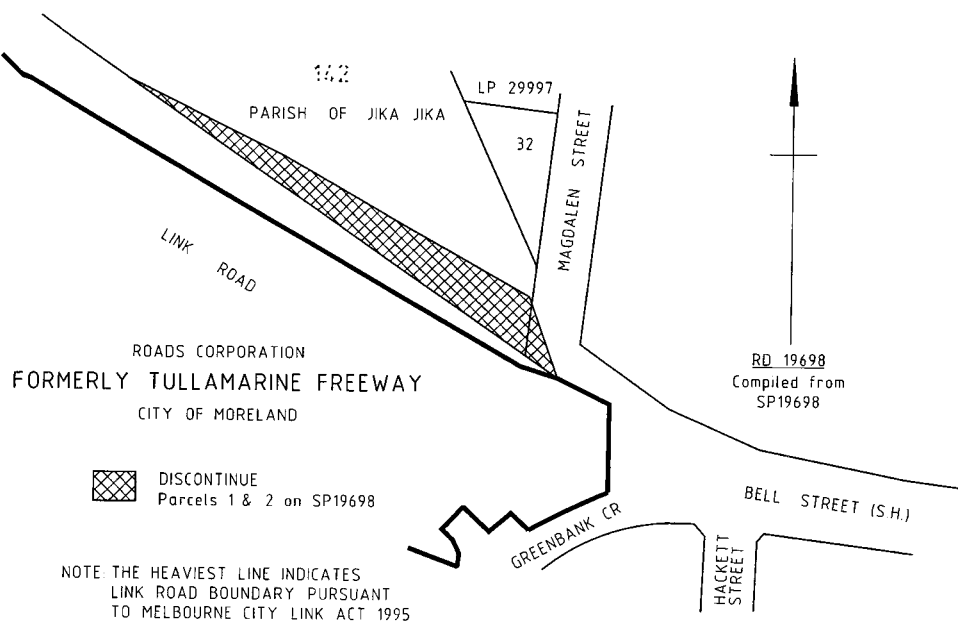 142
PARISH OF JIKA JIKA
LP 29997
32
MAGDALEN STREET
LINK ROAD
ROADS CORPORATION
FORMERLY TULLAMARINE FREEWAY
CITY OF MORELAND
DISCONTINUE
Parcels 1 & 2 on SP19698
RD 19698
Compiled from
SP19698
BELL STREET (S.H.)
GREENBANK CR
HACKETT
STREET
NOTE: THE HEAVIEST LINE INDICATES
LINK ROAD BOUNDARY PURSUANT
TO MELBOURNE CITY LINK ACT 1995